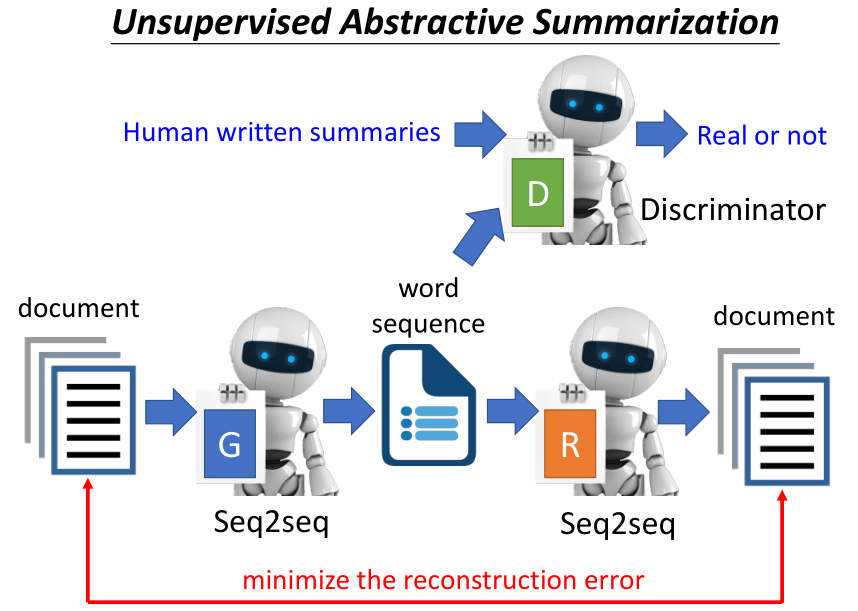 Unsupervised Abstractive Summarization
Human written summaries
Real or not
D
Discriminator
document
word
sequence
document
G
R
Seq2seq
Seq2seq
minimize the reconstruction error